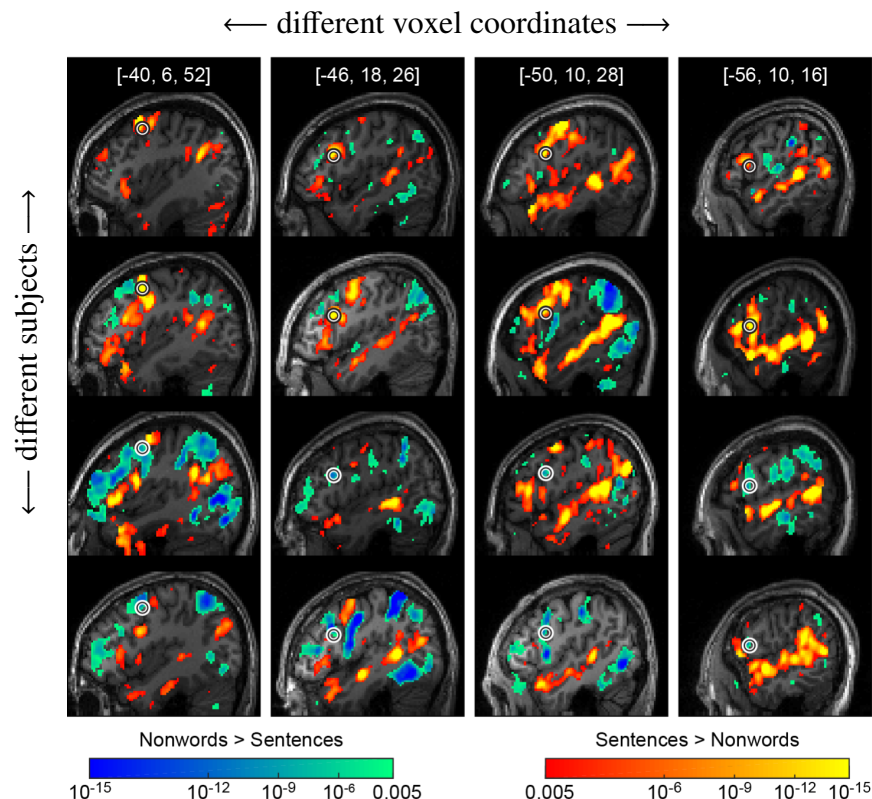 ⟵ different voxel coordinates ⟶
[-40, 6, 52] [-46, 18, 26] [-50, 10, 28] [-56, 10, 16]
⟵ different subjects ⟶
Nonwords > Sentences Sentences > Nonwords
10⁻¹⁵ 10⁻¹² 10⁻⁹ 10⁻⁶ 0.005 0.005 10⁻⁶ 10⁻⁹ 10⁻¹² 10⁻¹⁵